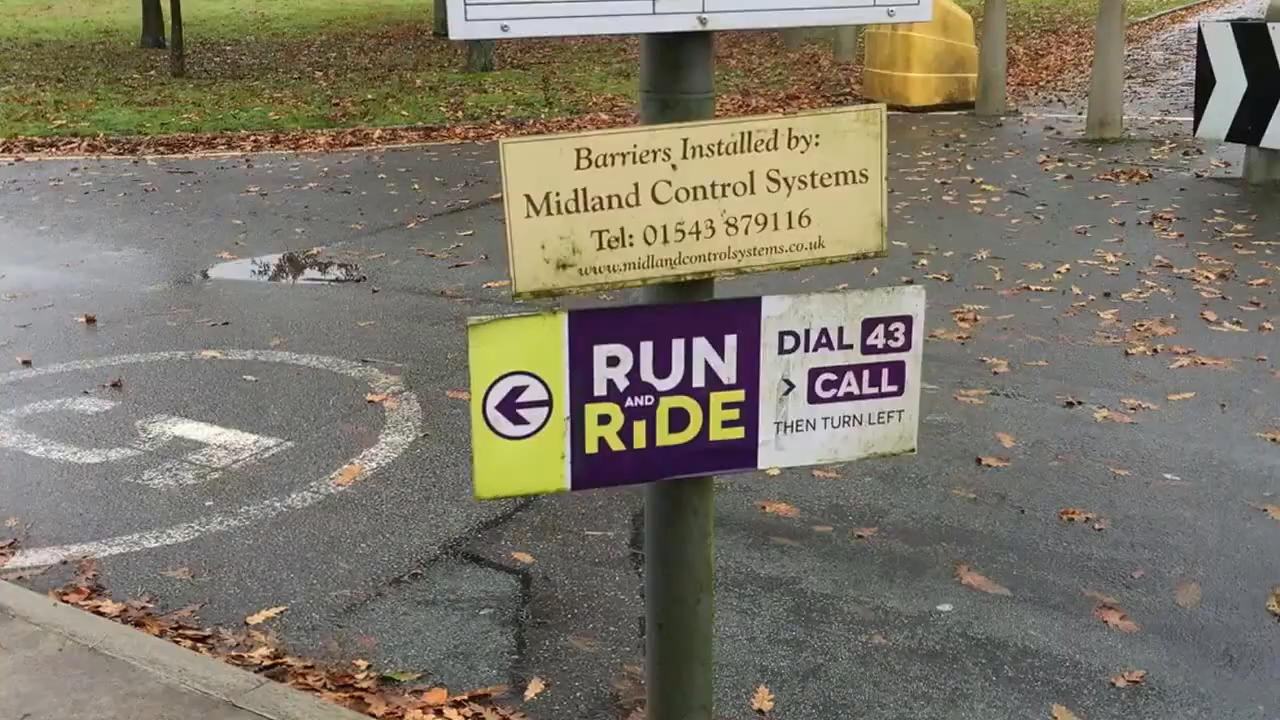 Barriers Installed by:
Midland Control Systems
Tel: 01543 879116
www.midlandcontrolsystems.co.uk
RUN
AND
RiDE
DIAL 43
> CALL
THEN TURN LEFT